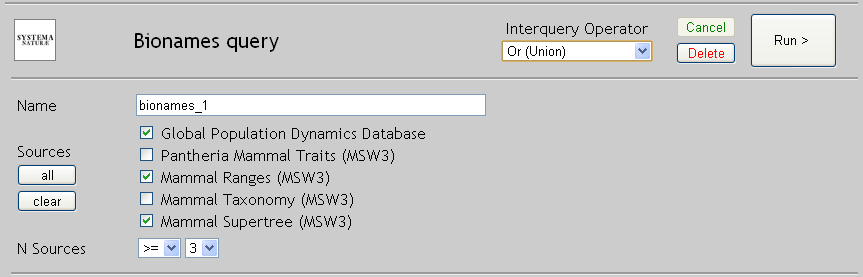 SYSTEMA
NATURÆ
Bionames query
Interquery Operator
Or (Union)
Cancel
Delete
Run >
Name
bionames_1
Sources
all
clear
Global Population Dynamics Database
Pantheria Mammal Traits (MSW3)
Mammal Ranges (MSW3)
Mammal Taxonomy (MSW3)
Mammal Supertree (MSW3)
N Sources
>= 3